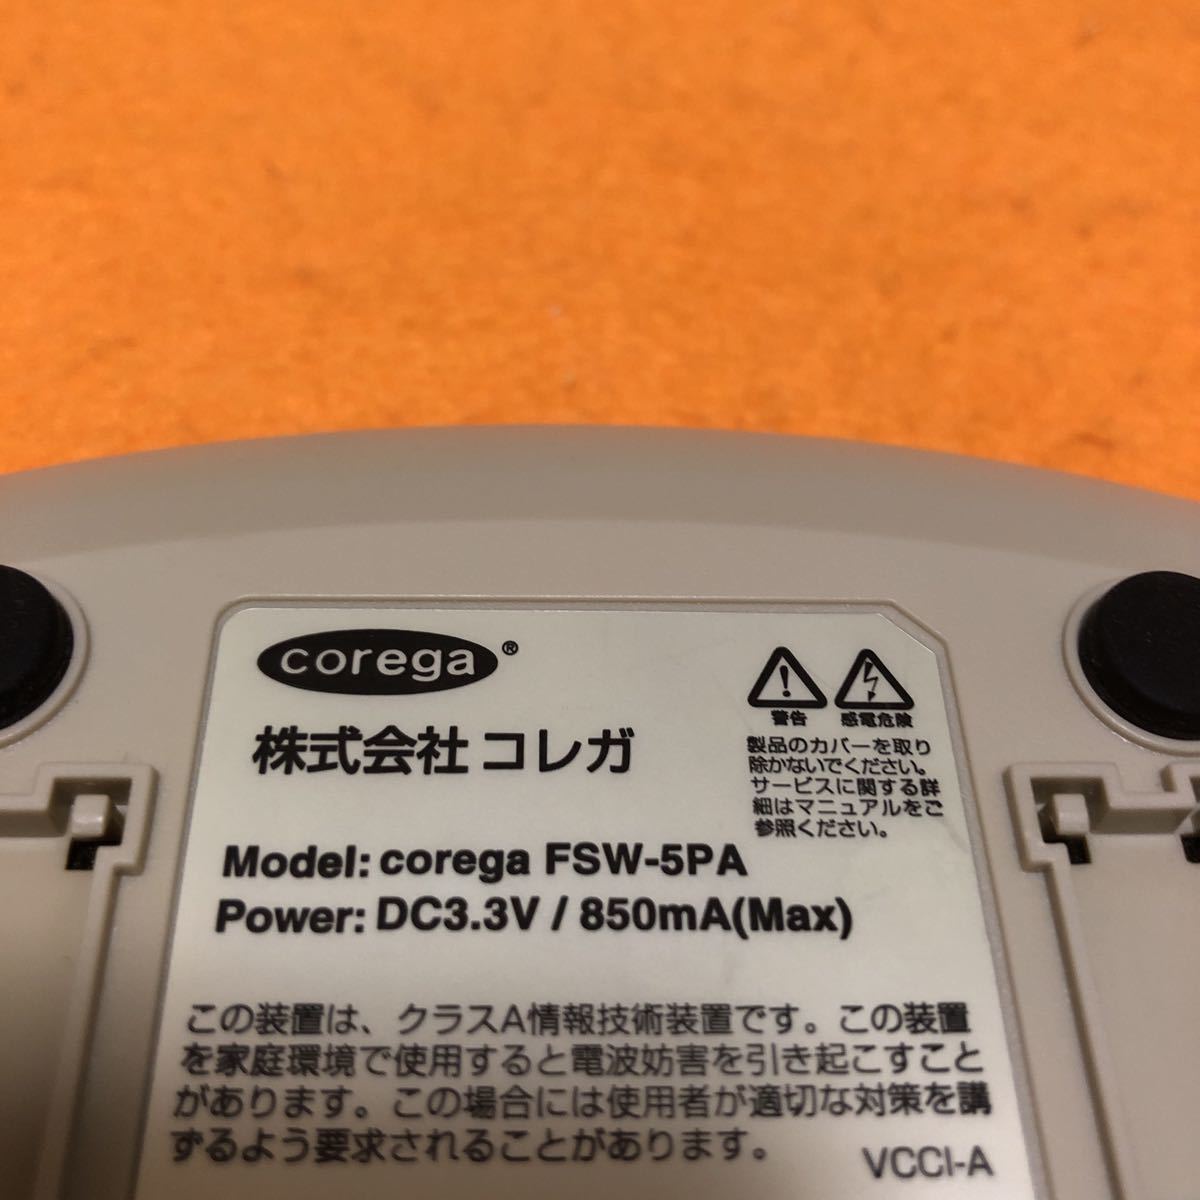 corega®
株式会社 コレガ
警告 感電危険
製品のカバーを取り
除かないでください。
サービスに関する詳
細はマニュアルをご
参照ください。
Model: corega FSW-5PA
Power: DC3.3V / 850mA(Max)
この装置は、クラスA情報技術装置です。この装置
を家庭環境で使用すると電波妨害を引き起こすこと
があります。この場合には使用者が適切な対策を講
ずるよう要求されることがあります。
VCCI-A